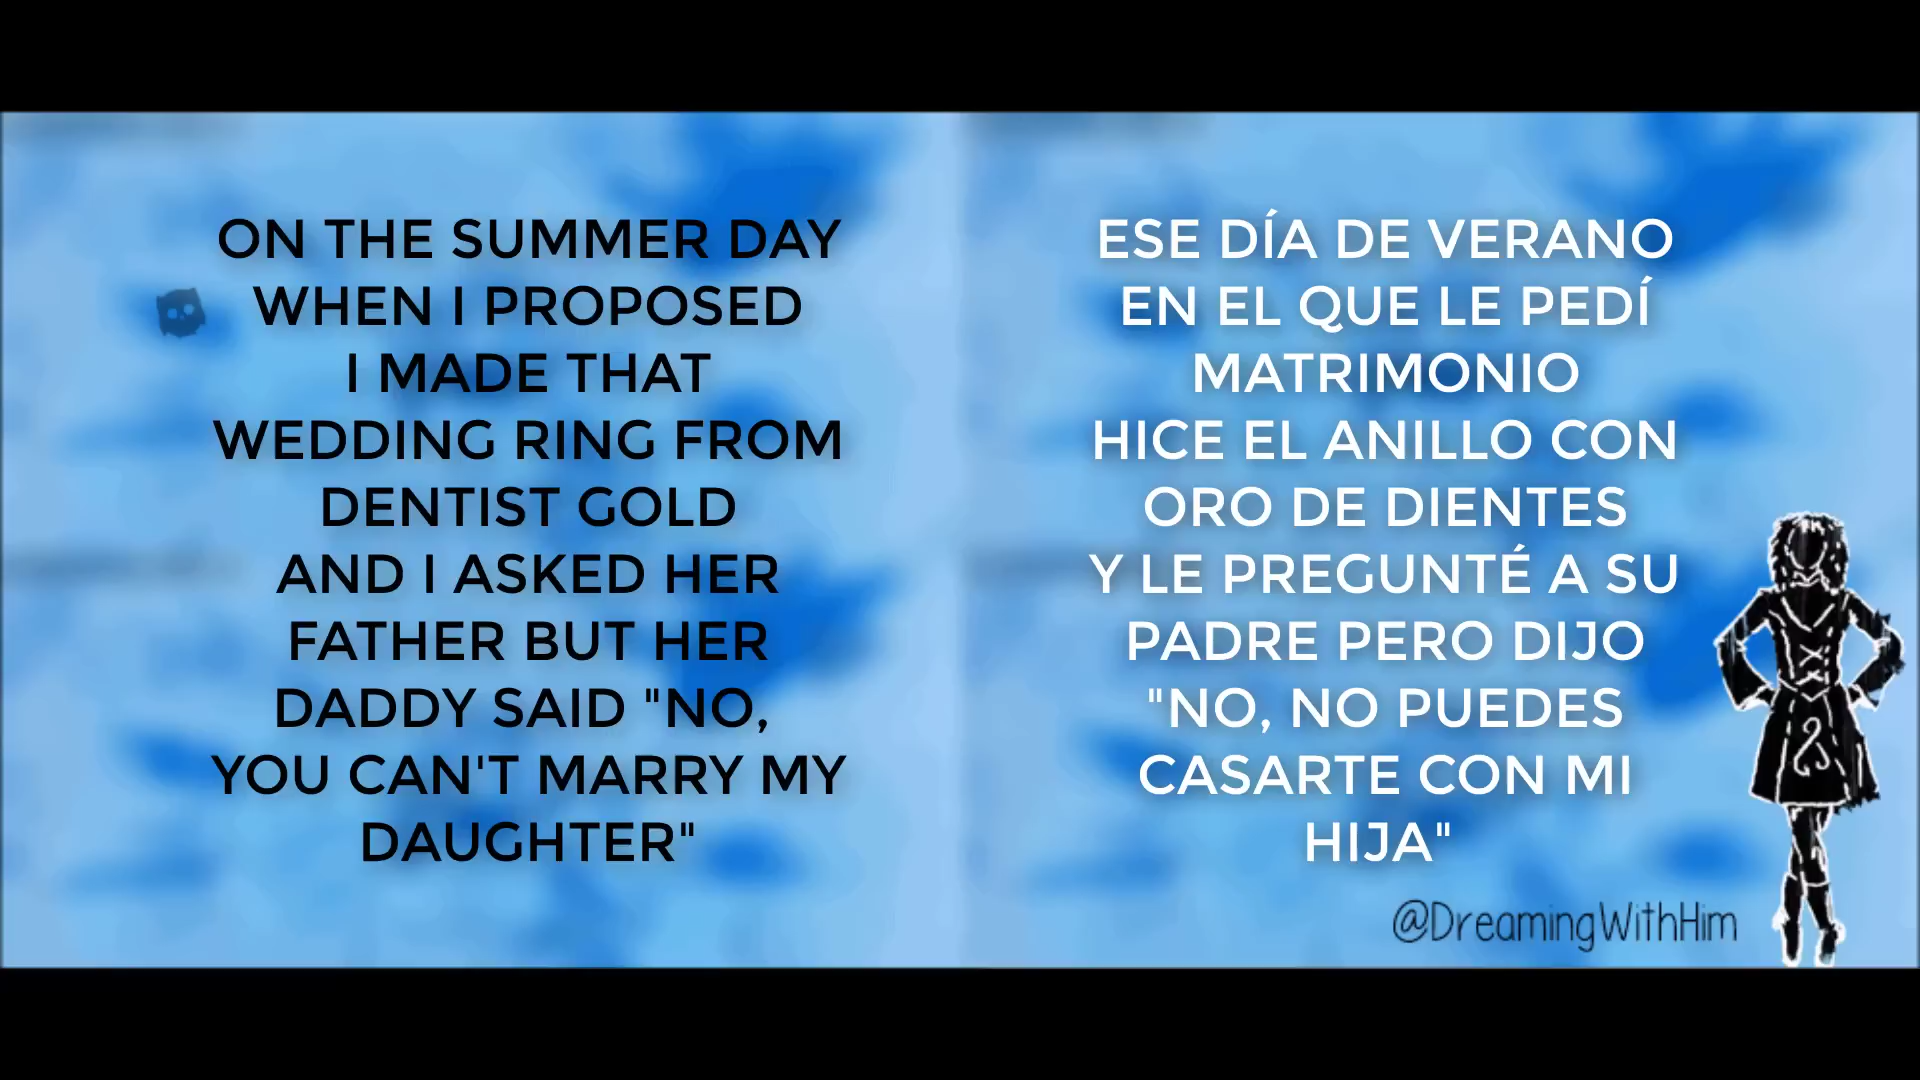 ON THE SUMMER DAY
WHEN I PROPOSED
I MADE THAT
WEDDING RING FROM
DENTIST GOLD
AND I ASKED HER
FATHER BUT HER
DADDY SAID "NO,
YOU CAN'T MARRY MY
DAUGHTER"
ESE DÍA DE VERANO
EN EL QUE LE PEDÍ
MATRIMONIO
HICE EL ANILLO CON
ORO DE DIENTES
Y LE PREGUNTÉ A SU
PADRE PERO DIJO
"NO, NO PUEDES
CASARTE CON MI
HIJA"
@DreamingWithHim